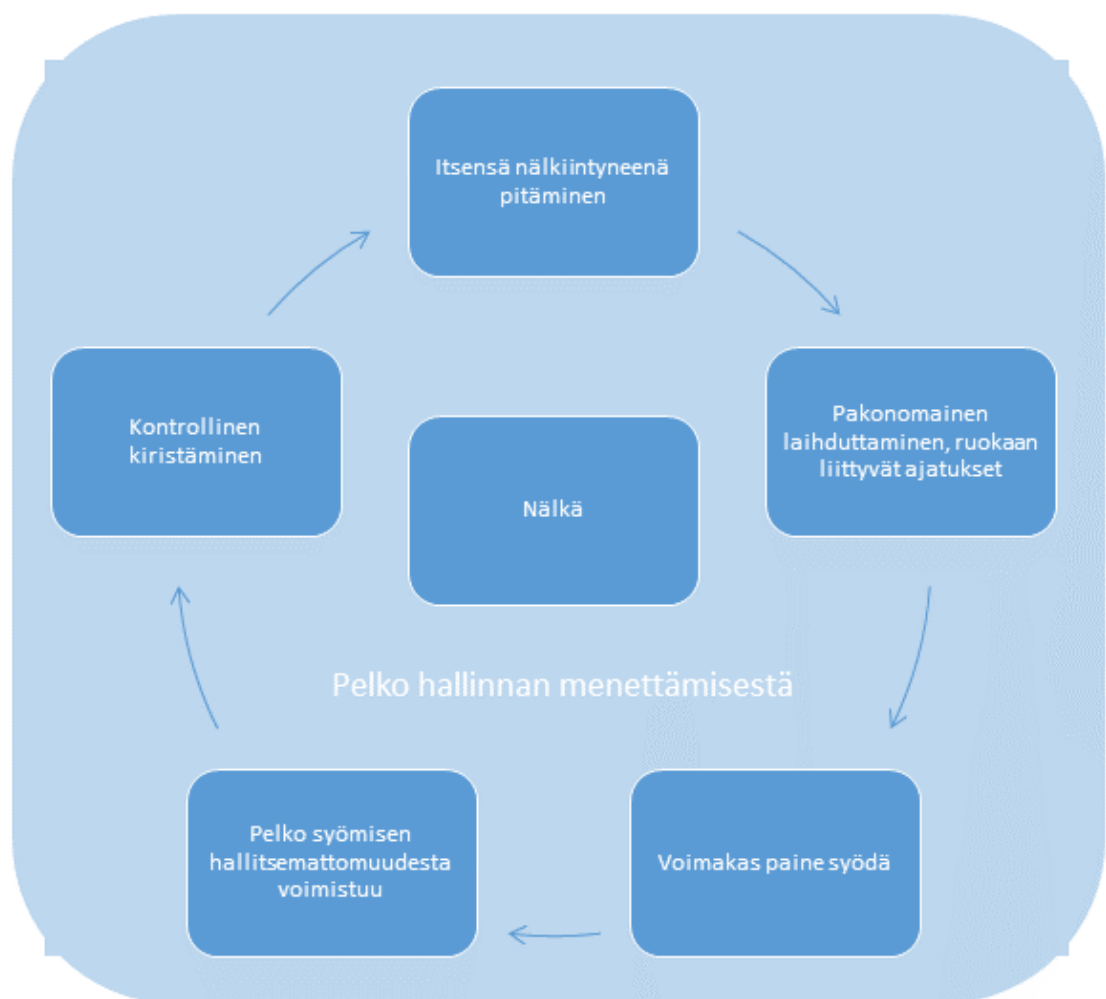 Itsensä nälkiintyneenä
pitäminen
Pakonomainen
laihduttaminen, ruokaan
liittyvät ajatukset
Voimakas paine syödä
Pelko syömisen
hallitsemattomuudesta
voimistuu
Kontrollinen
kiristäminen
Nälkä
Pelko hallinnan menettämisestä